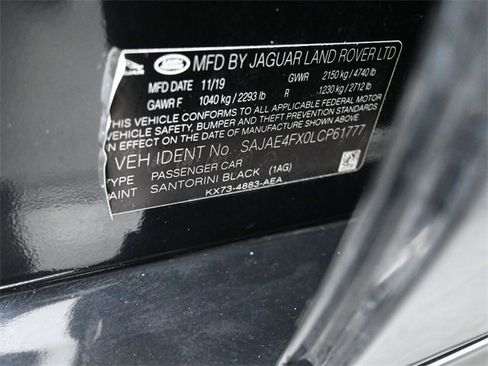 MFD BY JAGUAR LAND ROVER LTD
MFD DATE 11/19 GVWR 2150 kg / 4740 lb
GAWR F 1040 kg / 2293 lb R 1230 kg / 2712 lb
THIS VEHICLE CONFORMS TO ALL APPLICABLE FEDERAL MOTOR
VEHICLE SAFETY, BUMPER AND THEFT PREVENTION
STANDARDS IN EFFECT ON THE DATE OF MANUFACTURE SHOWN ABOVE
VEH IDENT No. SAJAE4FX0LCP61777
TYPE PASSENGER CAR
PAINT SANTORINI BLACK (1AG)
KX73-4883-AEA